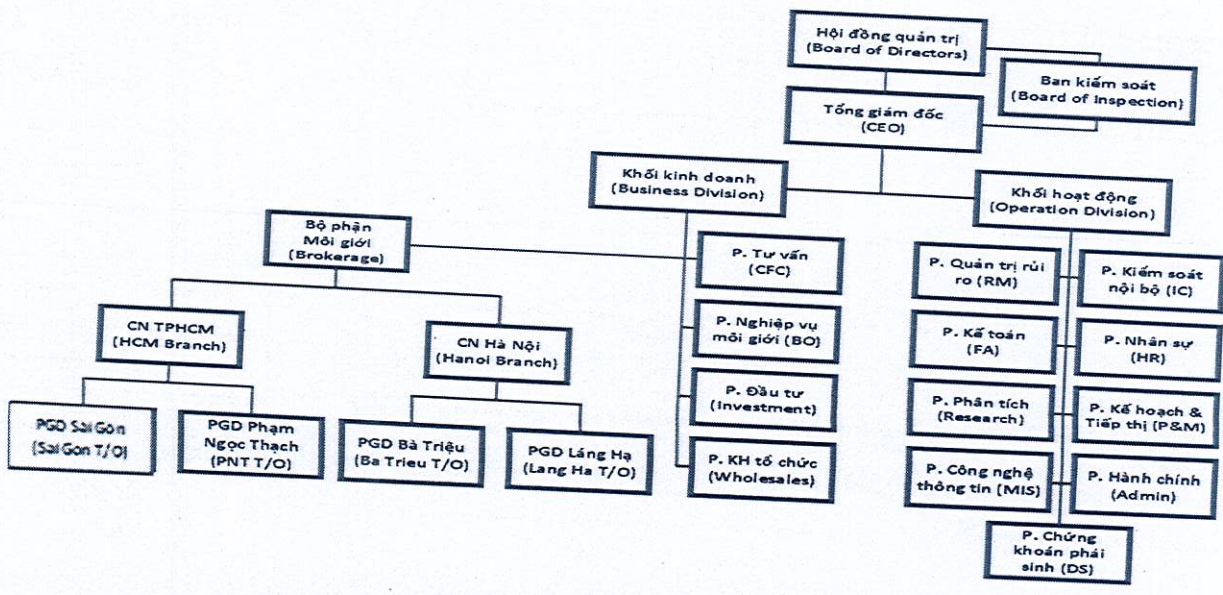 Hội đồng quản trị
(Board of Directors)
Ban kiểm soát
(Board of Inspection)
Tổng giám đốc
(CEO)
Khối kinh doanh
(Business Division)
Khối hoạt động
(Operation Division)
Bộ phận
Môi giới
(Brokerage)
CN TPHCM
(HCM Branch)
CN Hà Nội
(Hanoi Branch)
PGD Sài Gòn
(Sai Gon T/O)
PGD Phạm
Ngọc Thạch
(PNT T/O)
PGD Bà Triệu
(Ba Trieu T/O)
PGD Láng Hạ
(Lang Ha T/O)
P. Tư vấn
(CFC)
P. Nghiệp vụ
môi giới (BO)
P. Đầu tư
(Investment)
P. KH tổ chức
(Wholesales)
P. Quản trị rủi
ro (RM)
P. Kiểm soát
nội bộ (IC)
P. Kế toán
(FA)
P. Nhân sự
(HR)
P. Phân tích
(Research)
P. Kế hoạch &
Tiếp thị (P&M)
P. Công nghệ
thông tin (MIS)
P. Hành chính
(Admin)
P. Chứng
khoán phái
sinh (DS)